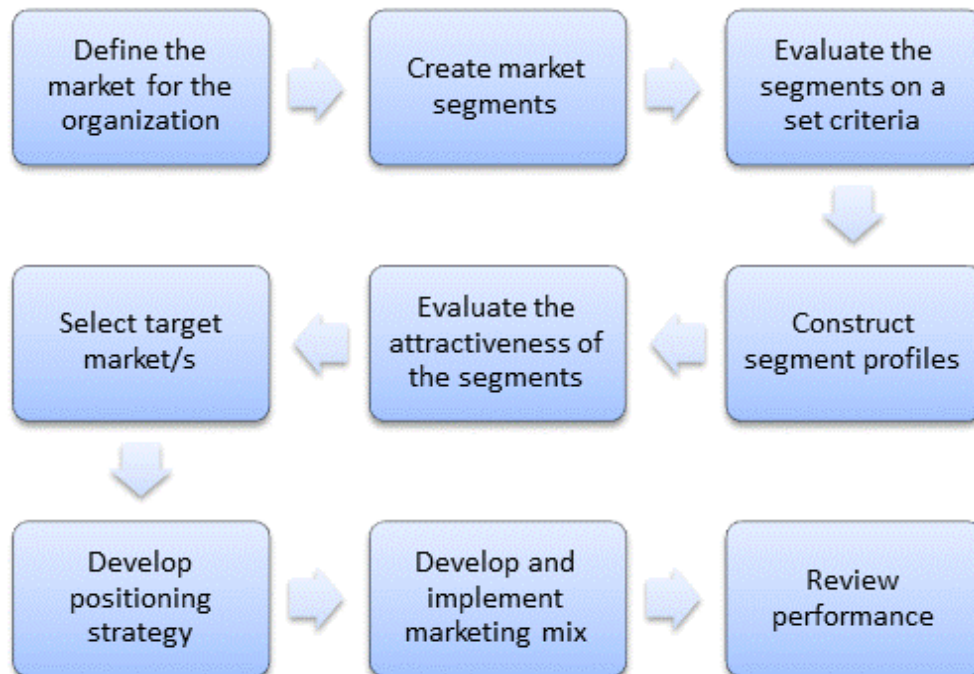 Define the
market for the
organization
Create market
segments
Evaluate the
segments on a
set criteria
Construct
segment profiles
Evaluate the
attractiveness of
the segments
Select target
market/s
Develop
positioning
strategy
Develop and
implement
marketing mix
Review
performance